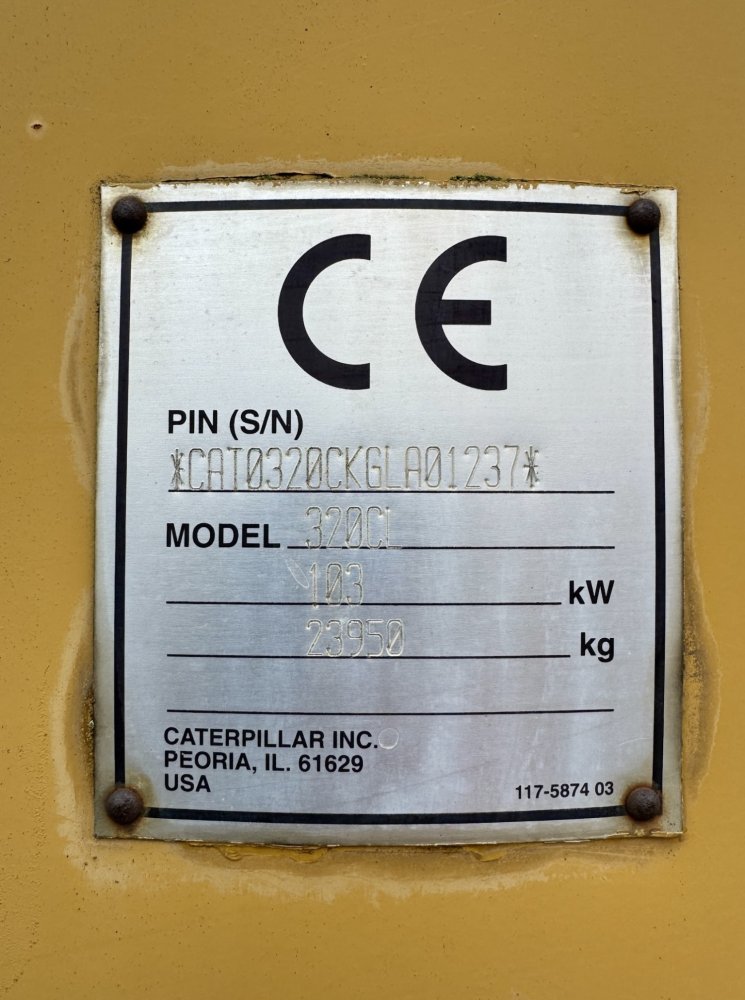 CE
PIN (S/N)
*CAT0320CKGLA01237*
MODEL 320CL
103 kW
23950 kg
CATERPILLAR INC.
PEORIA, IL. 61629
USA
117-5874 03